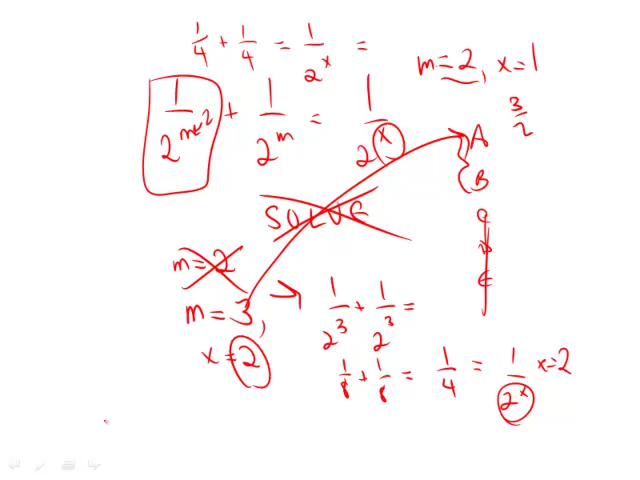 1/4 + 1/4 = 1/2^x =
m=2, x=1
1/2^m + 1/2^m = 1/2^x
3/2
A
B
SOLVE
C
D
E
m=2
m=3,
x=2
1/2^3 + 1/2^3 =
1/8 + 1/8 = 1/4 = 1/2^x x=2